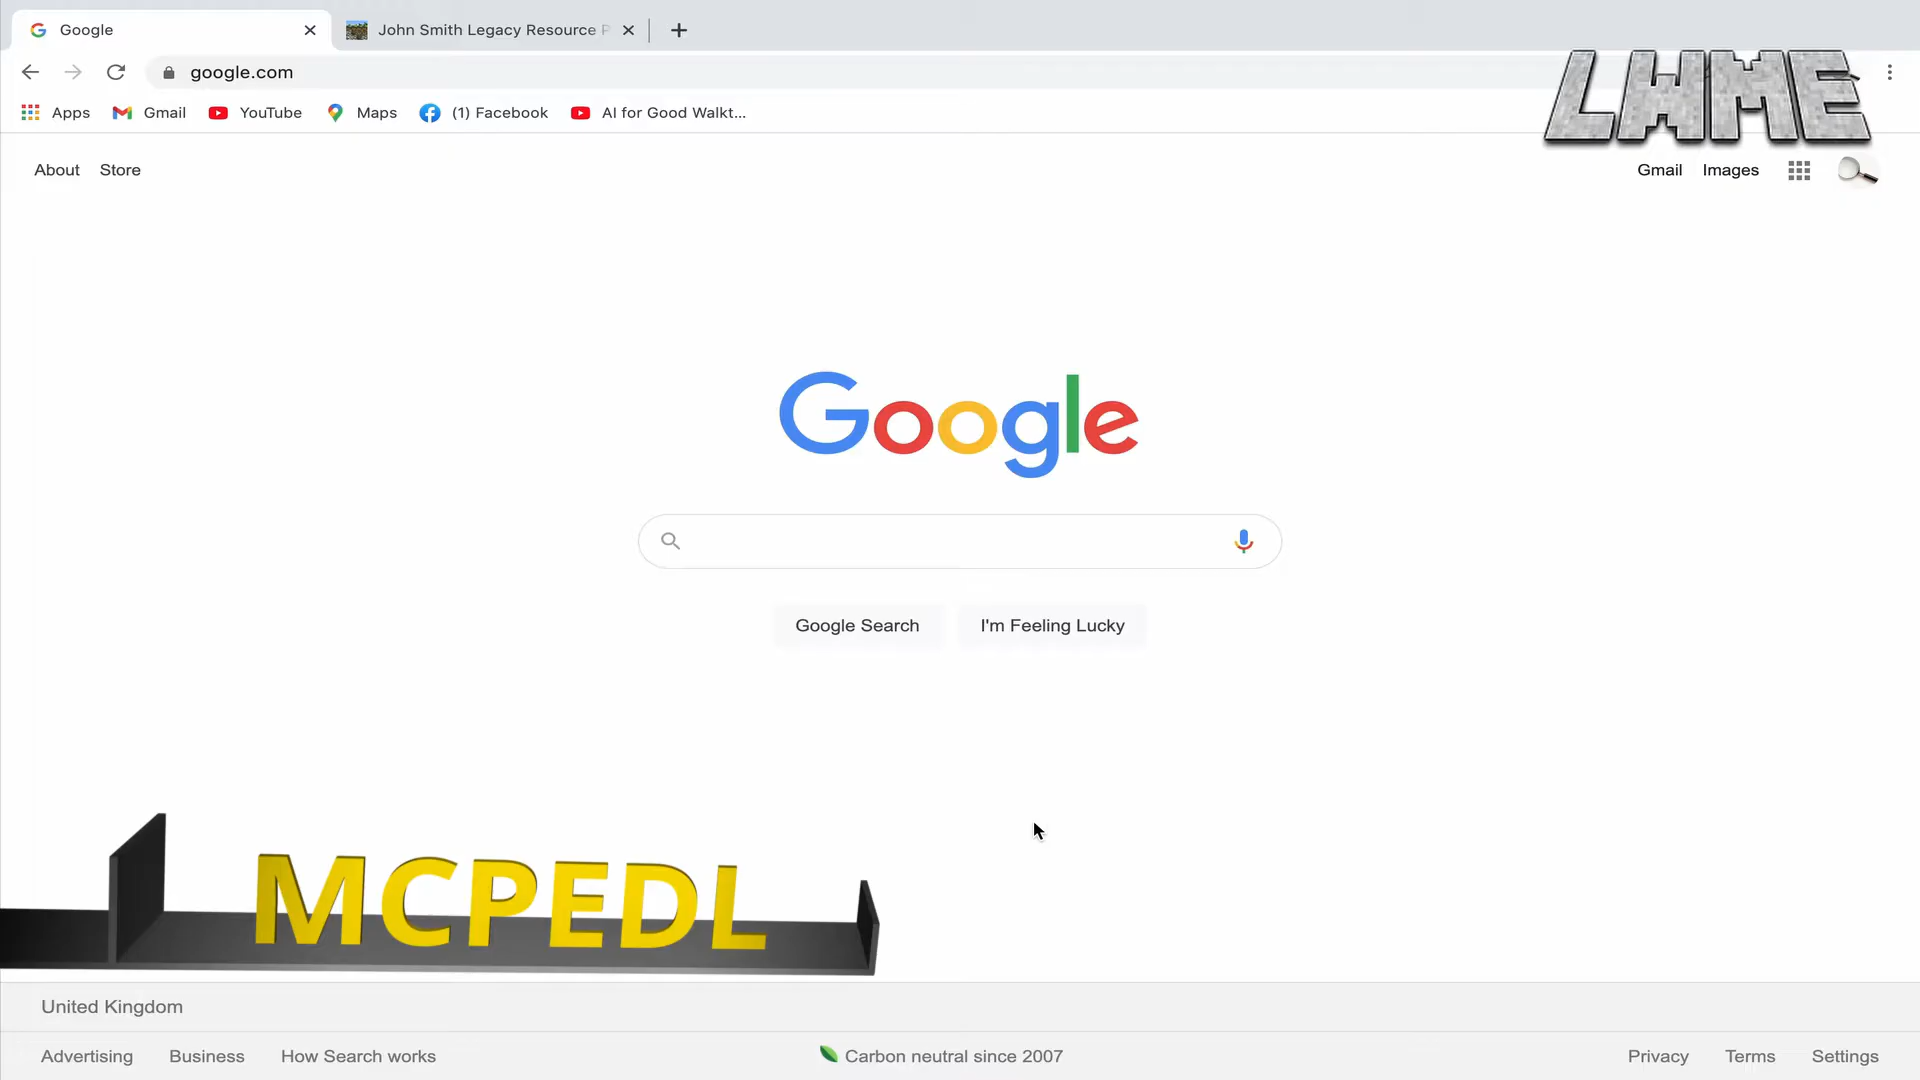 Google
John Smith Legacy Resource P
google.com
LWME
Apps
Gmail
YouTube
Maps
(1) Facebook
AI for Good Walkt...
About
Store
Gmail
Images
Google
Google Search
I'm Feeling Lucky
MCPEDL
United Kingdom
Advertising
Business
How Search works
Carbon neutral since 2007
Privacy
Terms
Settings